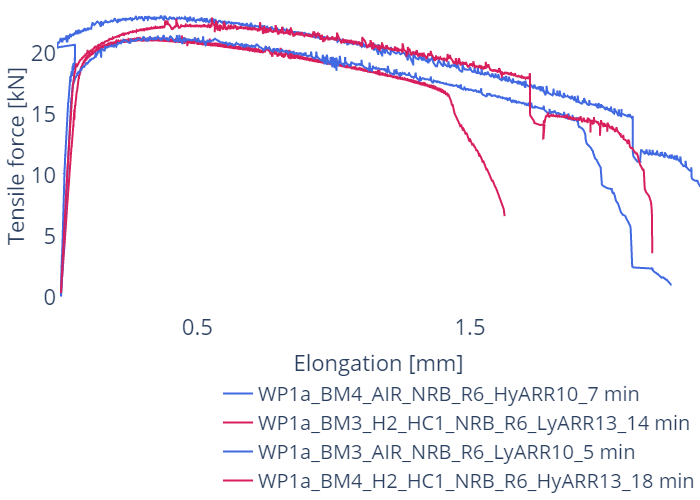 Tensile force [kN]
20
15
10
5
0
0.5 1.5
Elongation [mm]
WP1a_BM4_AIR_NRB_R6_HyARR10_7 min
WP1a_BM3_H2_HC1_NRB_R6_LyARR13_14 min
WP1a_BM3_AIR_NRB_R6_LyARR10_5 min
WP1a_BM4_H2_HC1_NRB_R6_HyARR13_18 min